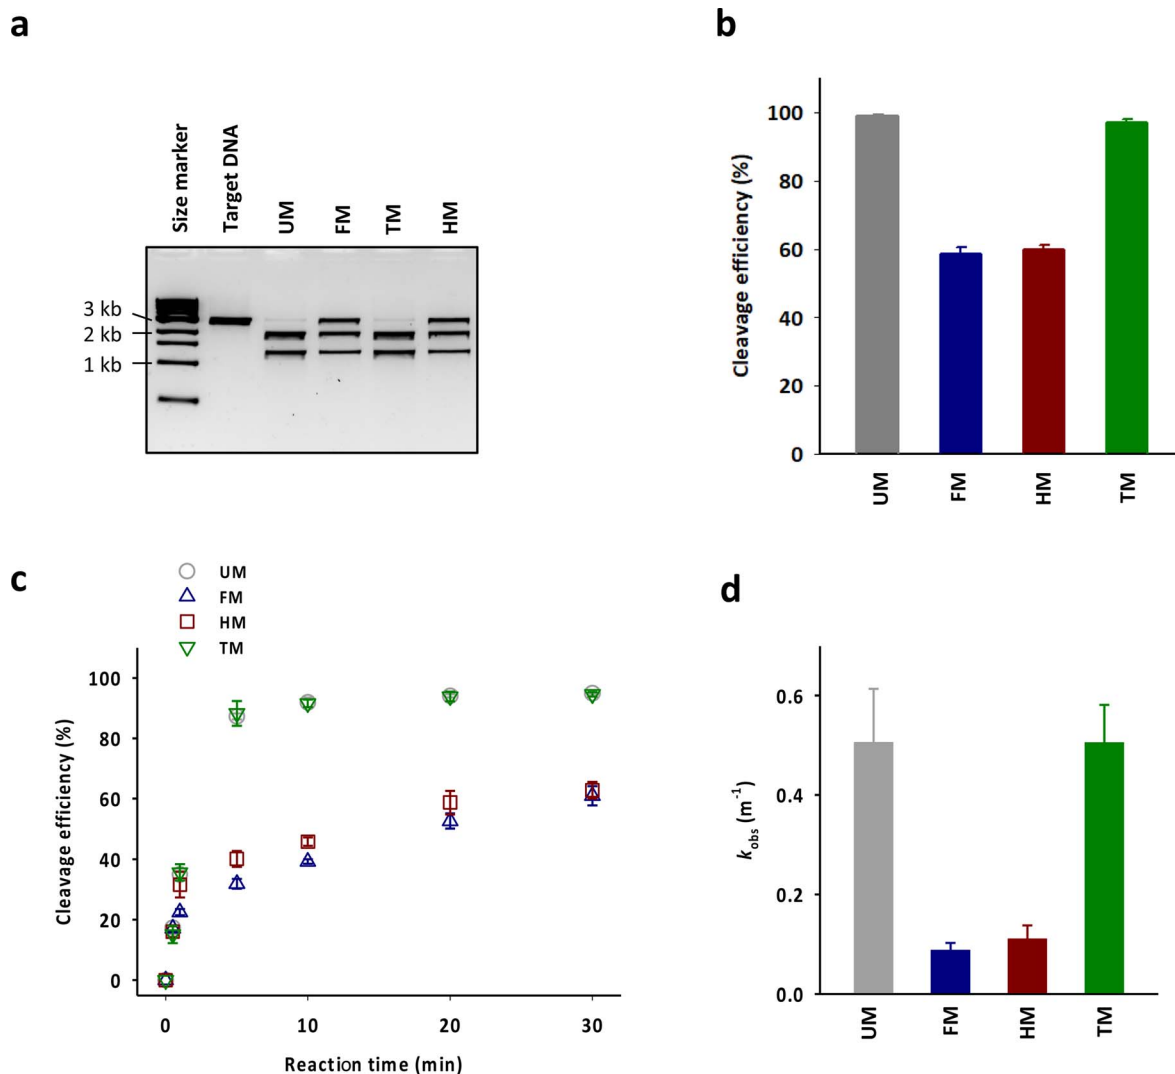 a
Size marker
Target DNA
UM
FM
TM
HM
3 kb
2 kb
1 kb
b
Cleavage efficiency (%)
100
80
60
40
20
0
UM
FM
HM
TM
c
UM
FM
HM
TM
Cleavage efficiency (%)
100
80
60
40
20
0
0
10
20
30
Reaction time (min)
d
kobs (m⁻¹)
0.6
0.4
0.2
0.0
UM
FM
HM
TM